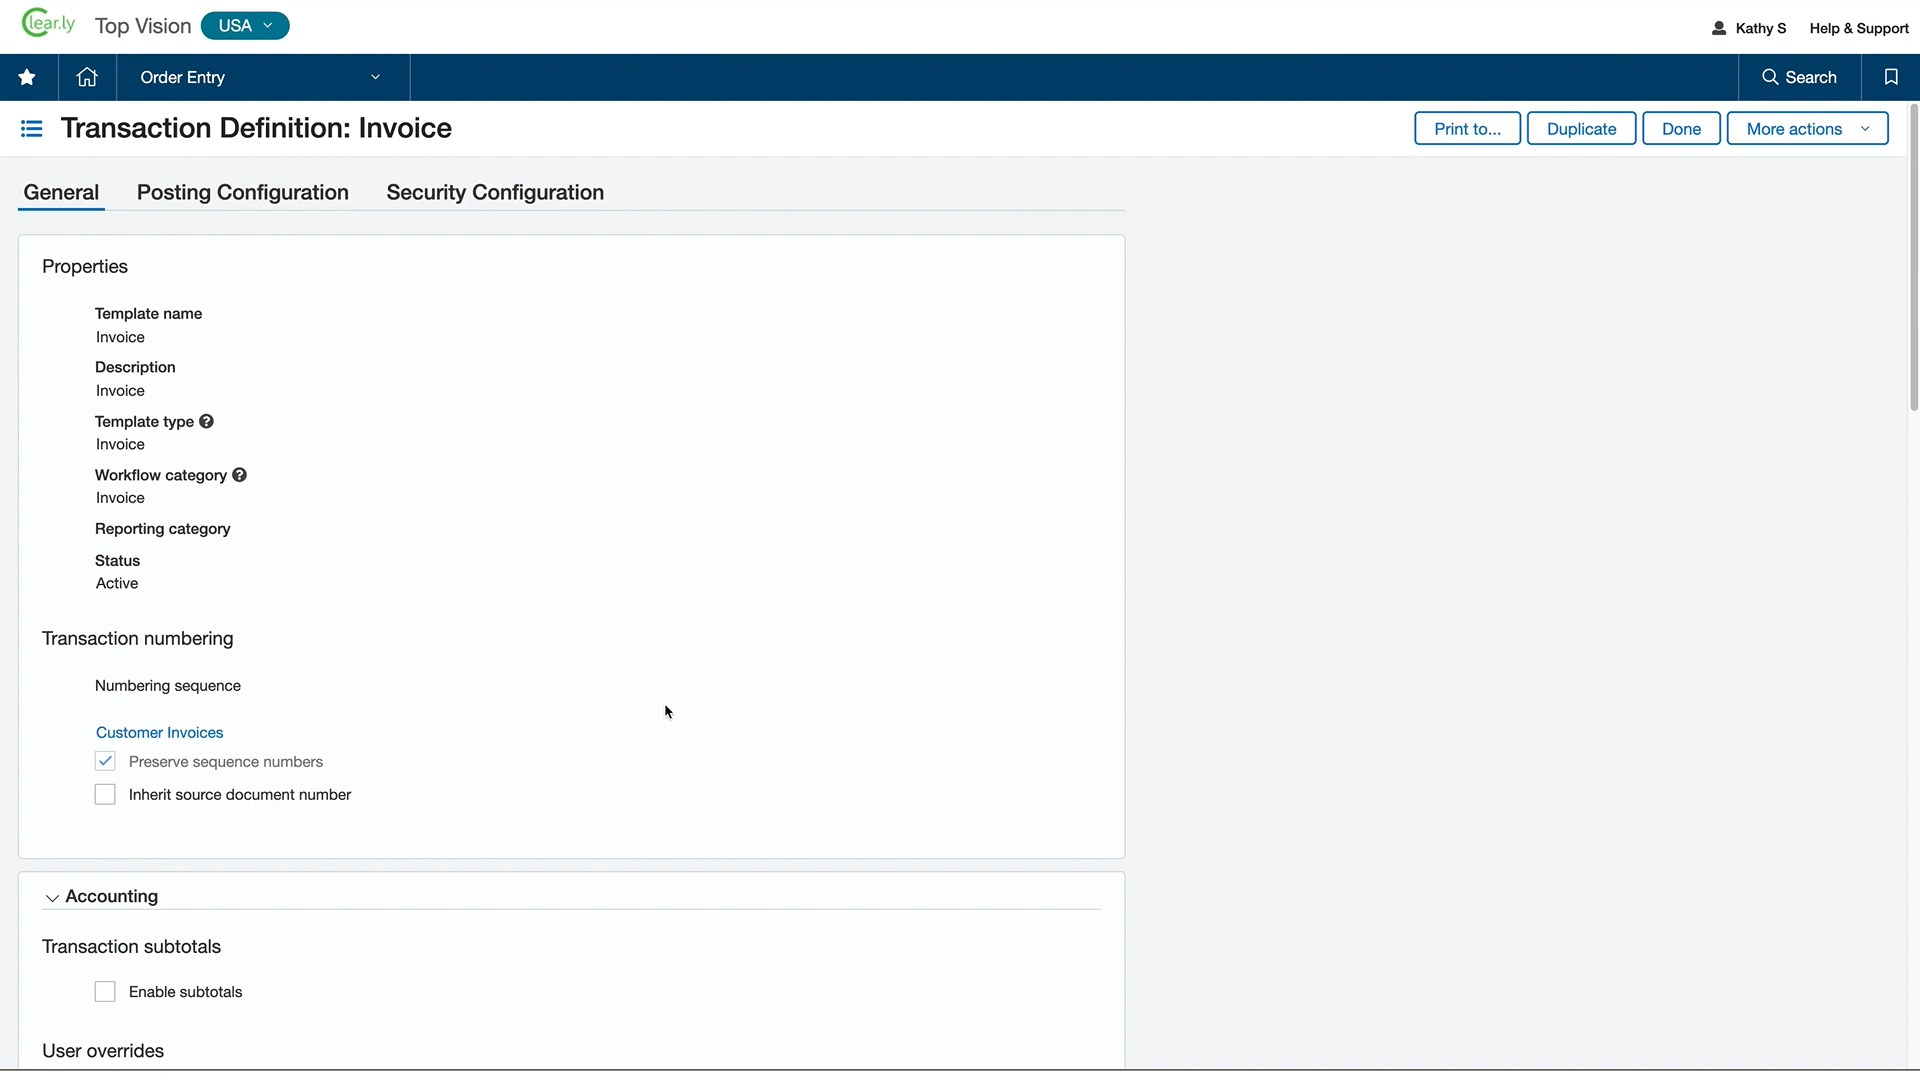 Clear.ly Top Vision USA Kathy S Help & Support
Order Entry Search
Transaction Definition: Invoice Print to... Duplicate Done More actions
General Posting Configuration Security Configuration
Properties
Template name
Invoice
Description
Invoice
Template type ?
Invoice
Workflow category ?
Invoice
Reporting category
Status
Active
Transaction numbering
Numbering sequence
Customer Invoices
Preserve sequence numbers
Inherit source document number
Accounting
Transaction subtotals
Enable subtotals
User overrides